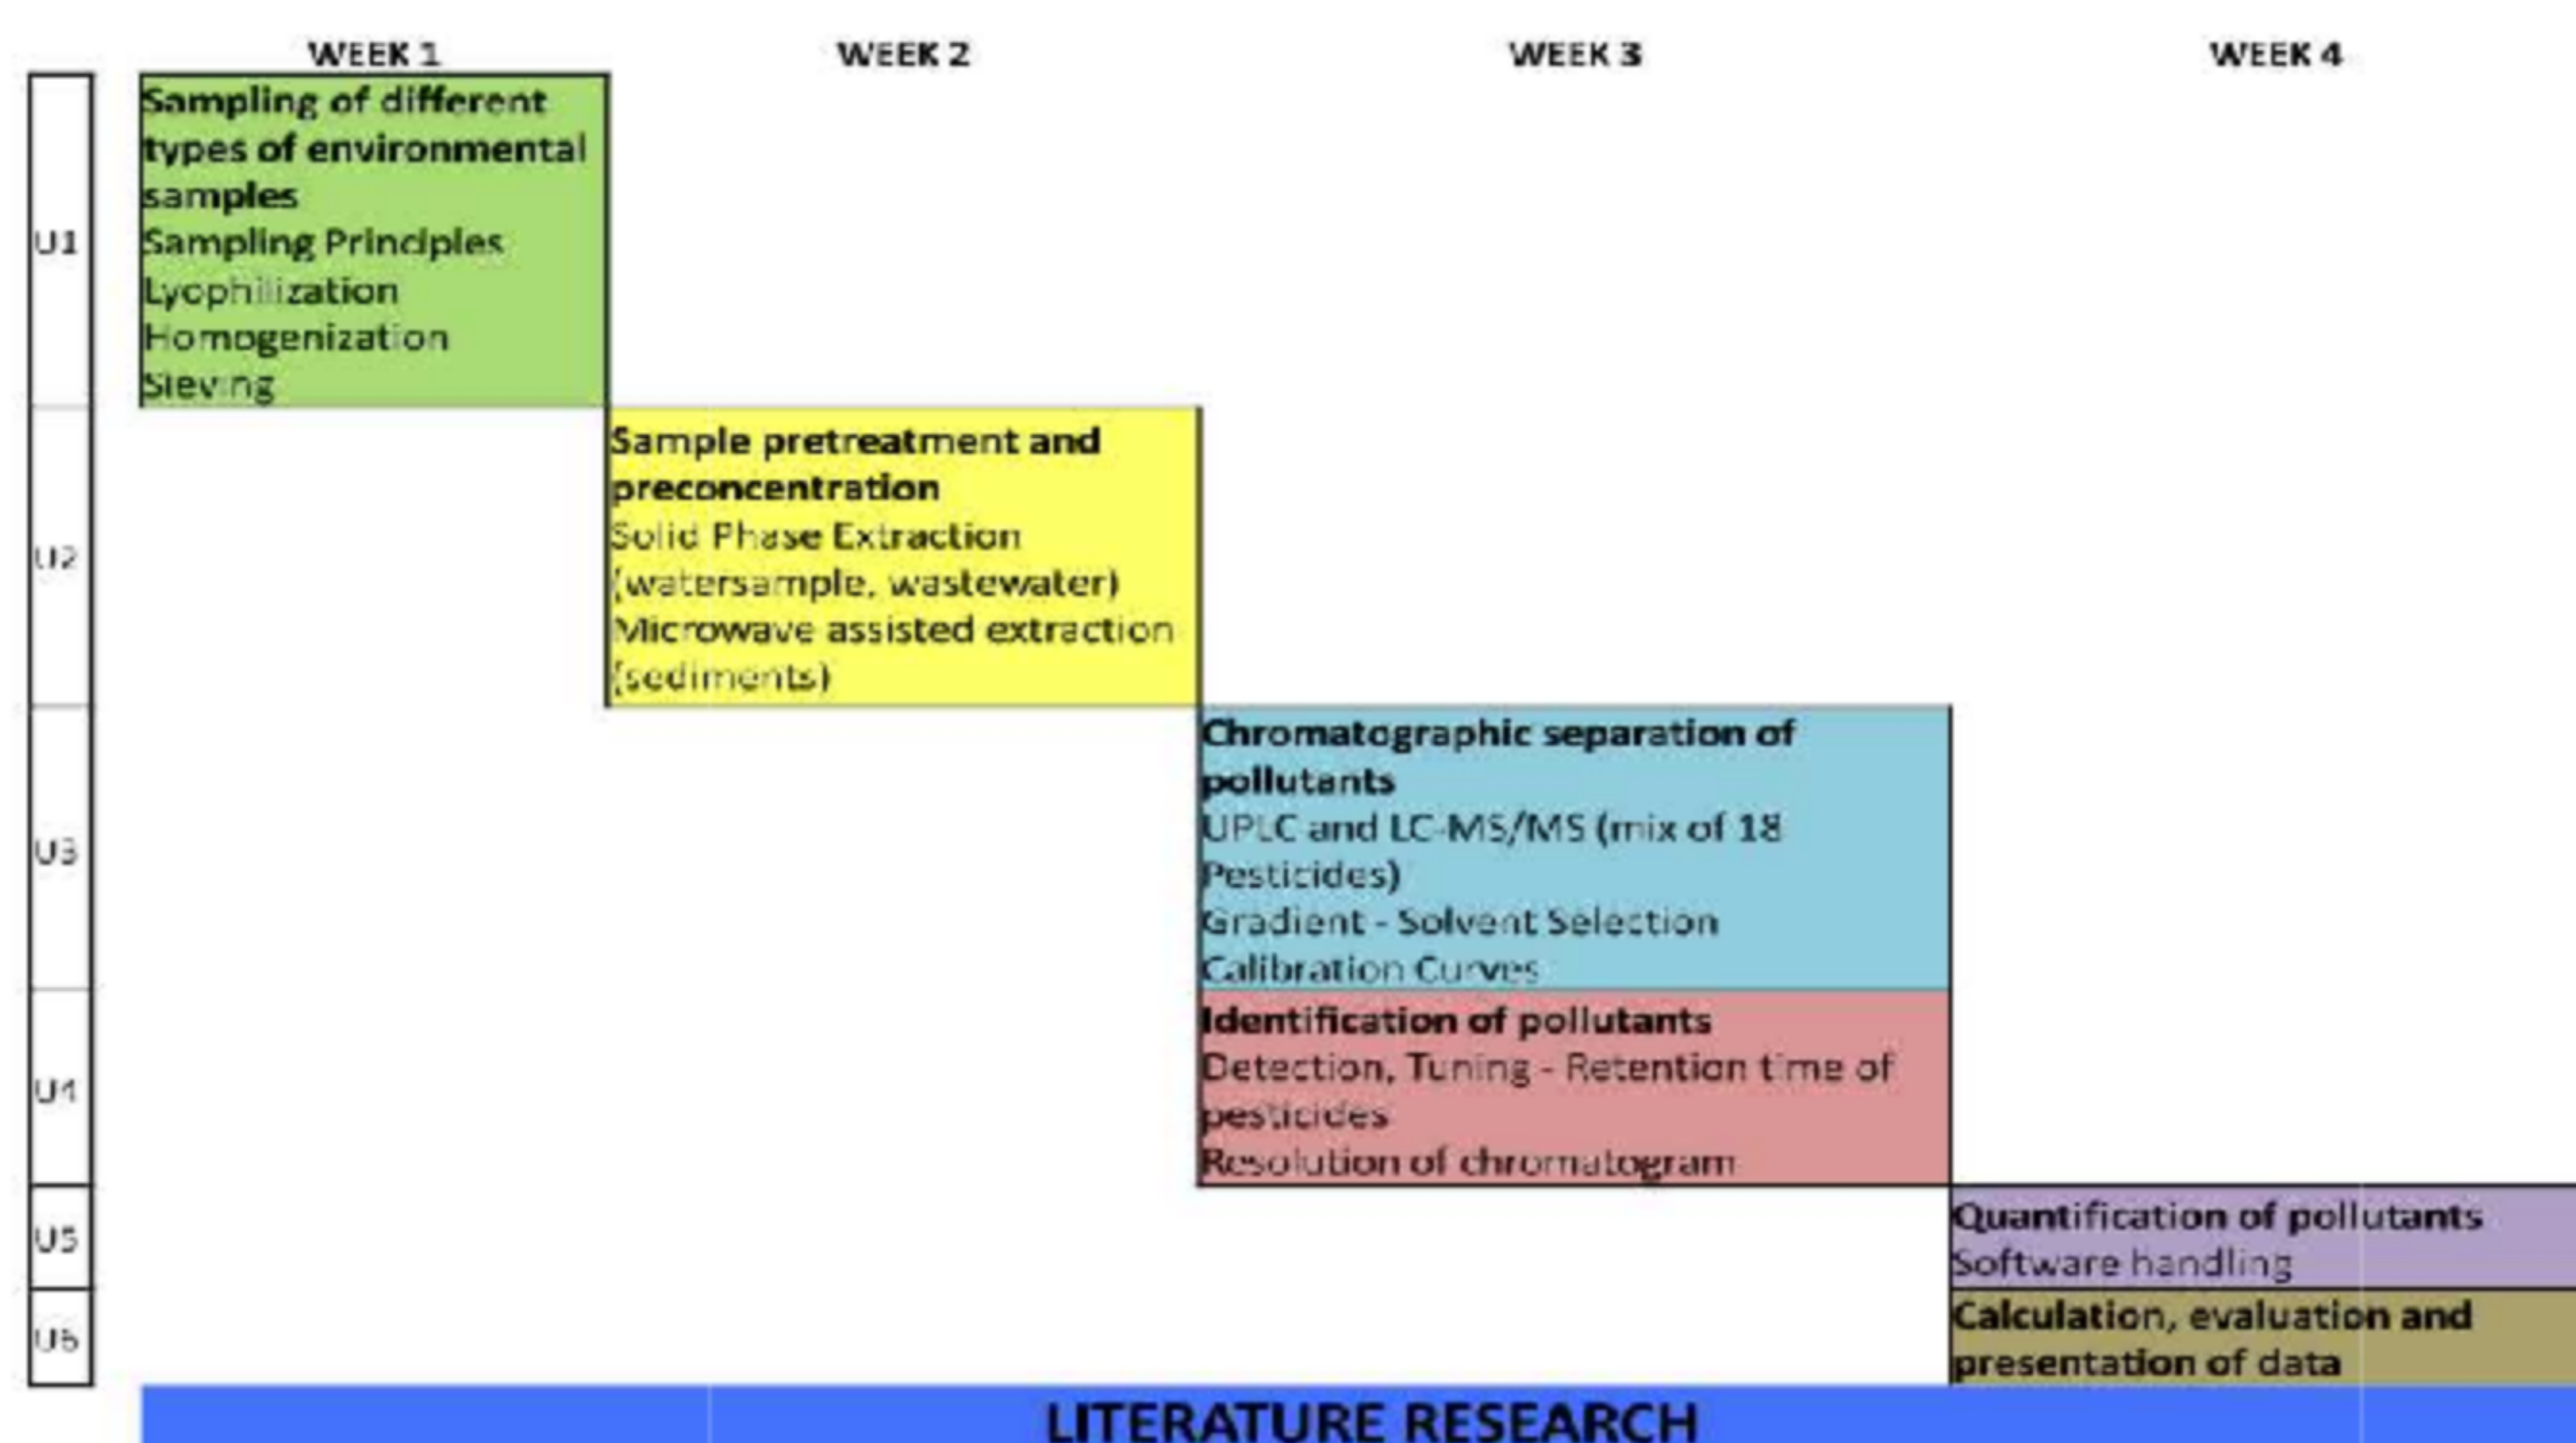 WEEK 1 WEEK 2 WEEK 3 WEEK 4
U1
Sampling of different
types of environmental
samples
Sampling Principles
Lyophilization
Homogenization
Sieving
U2
Sample pretreatment and
preconcentration
Solid Phase Extraction
(watersample, wastewater)
Microwave assisted extraction
(sediments)
U3
Chromatographic separation of
pollutants
UPLC and LC-MS/MS (mix of 18
Pesticides)
Gradient - Solvent Selection
Calibration Curves
U4
Identification of pollutants
Detection, Tuning - Retention time of
pesticides
Resolution of chromatogram
U5
Quantification of pollutants
Software handling
U6
Calculation, evaluation and
presentation of data
LITERATURE RESEARCH